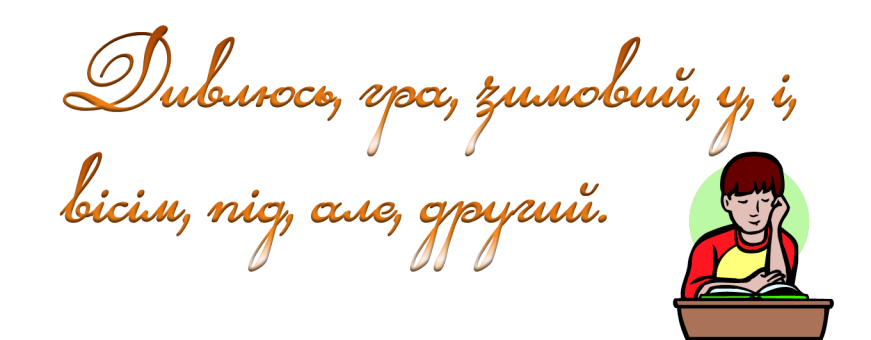 Дивлюсь, гра, зимовий, у, і,
вісім, під, але, другий.